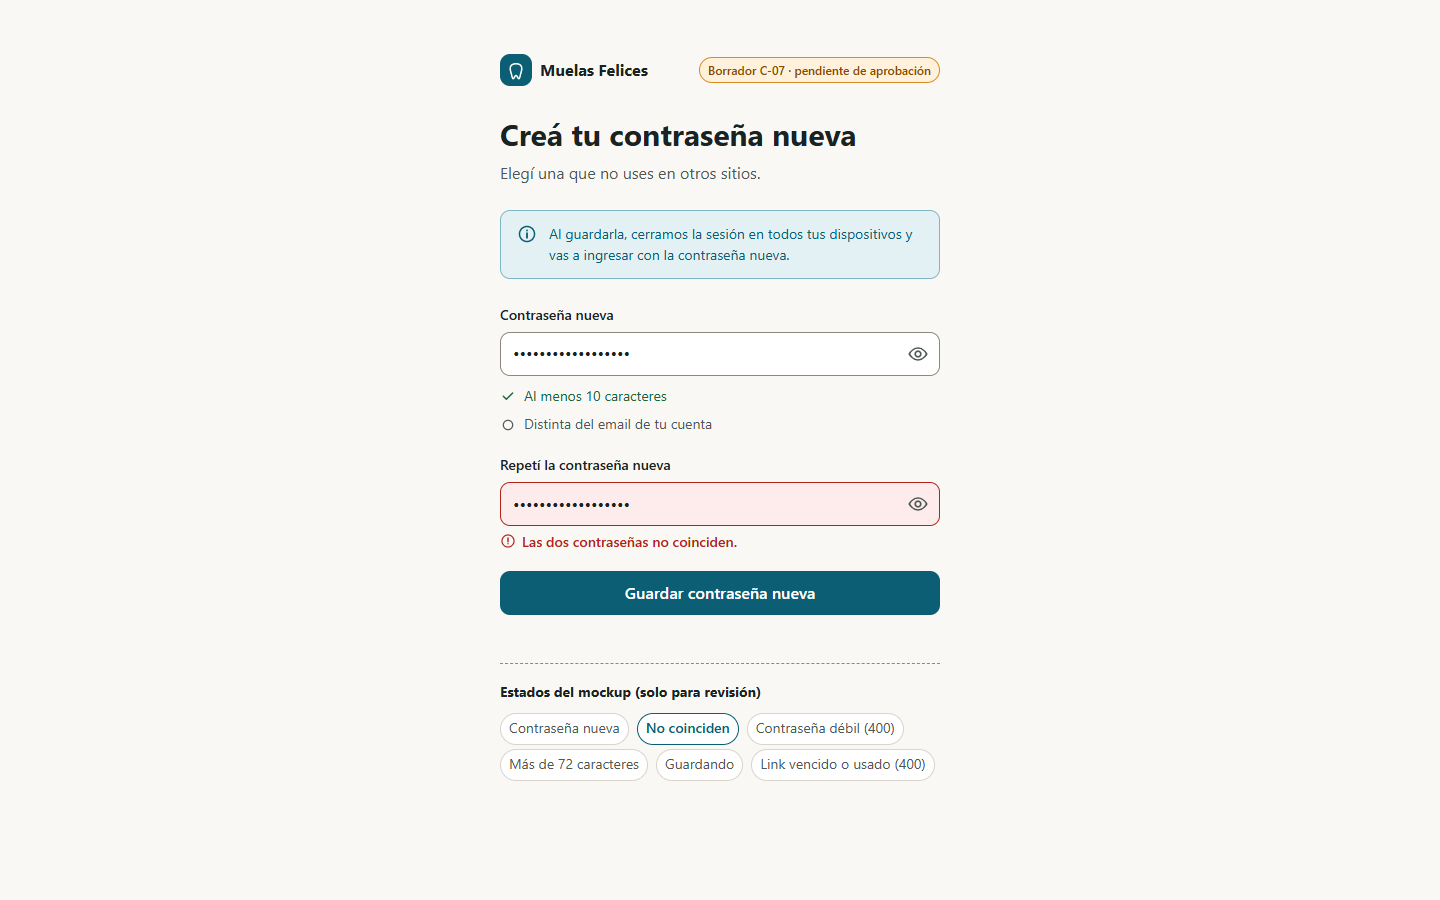 Muelas Felices
Borrador C-07 · pendiente de aprobación
Creá tu contraseña nueva
Elegí una que no uses en otros sitios.
Al guardarla, cerramos la sesión en todos tus dispositivos y
vas a ingresar con la contraseña nueva.
Contraseña nueva
••••••••••••••••••
Al menos 10 caracteres
Distinta del email de tu cuenta
Repetí la contraseña nueva
••••••••••••••••••
Las dos contraseñas no coinciden.
Guardar contraseña nueva
Estados del mockup (solo para revisión)
Contraseña nueva
No coinciden
Contraseña débil (400)
Más de 72 caracteres
Guardando
Link vencido o usado (400)